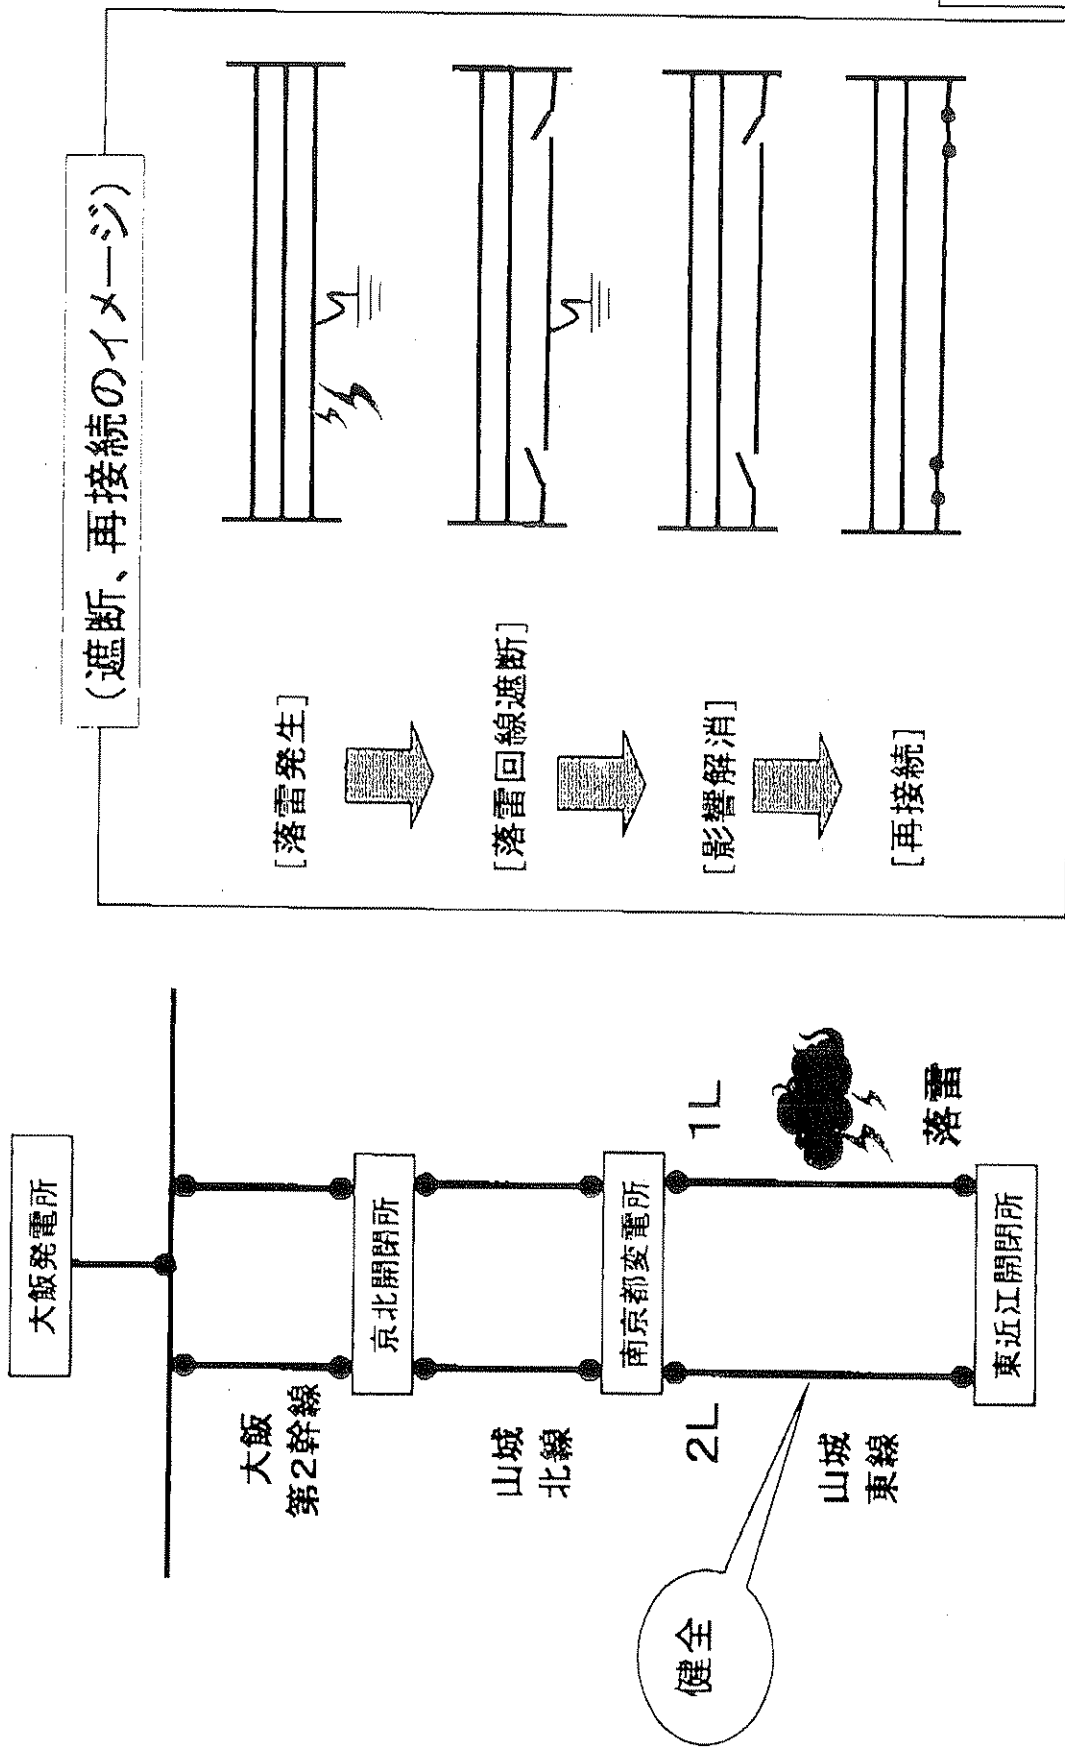 大飯発電所
大飯
第2幹線
京北開閉所
山城
北線
南京都変電所
2L
1L
健全
山城
東線
落雷
東近江開閉所
(遮断、再接続のイメージ)
[落雷発生]
[落雷回線遮断]
[影響解消]
[再接続]